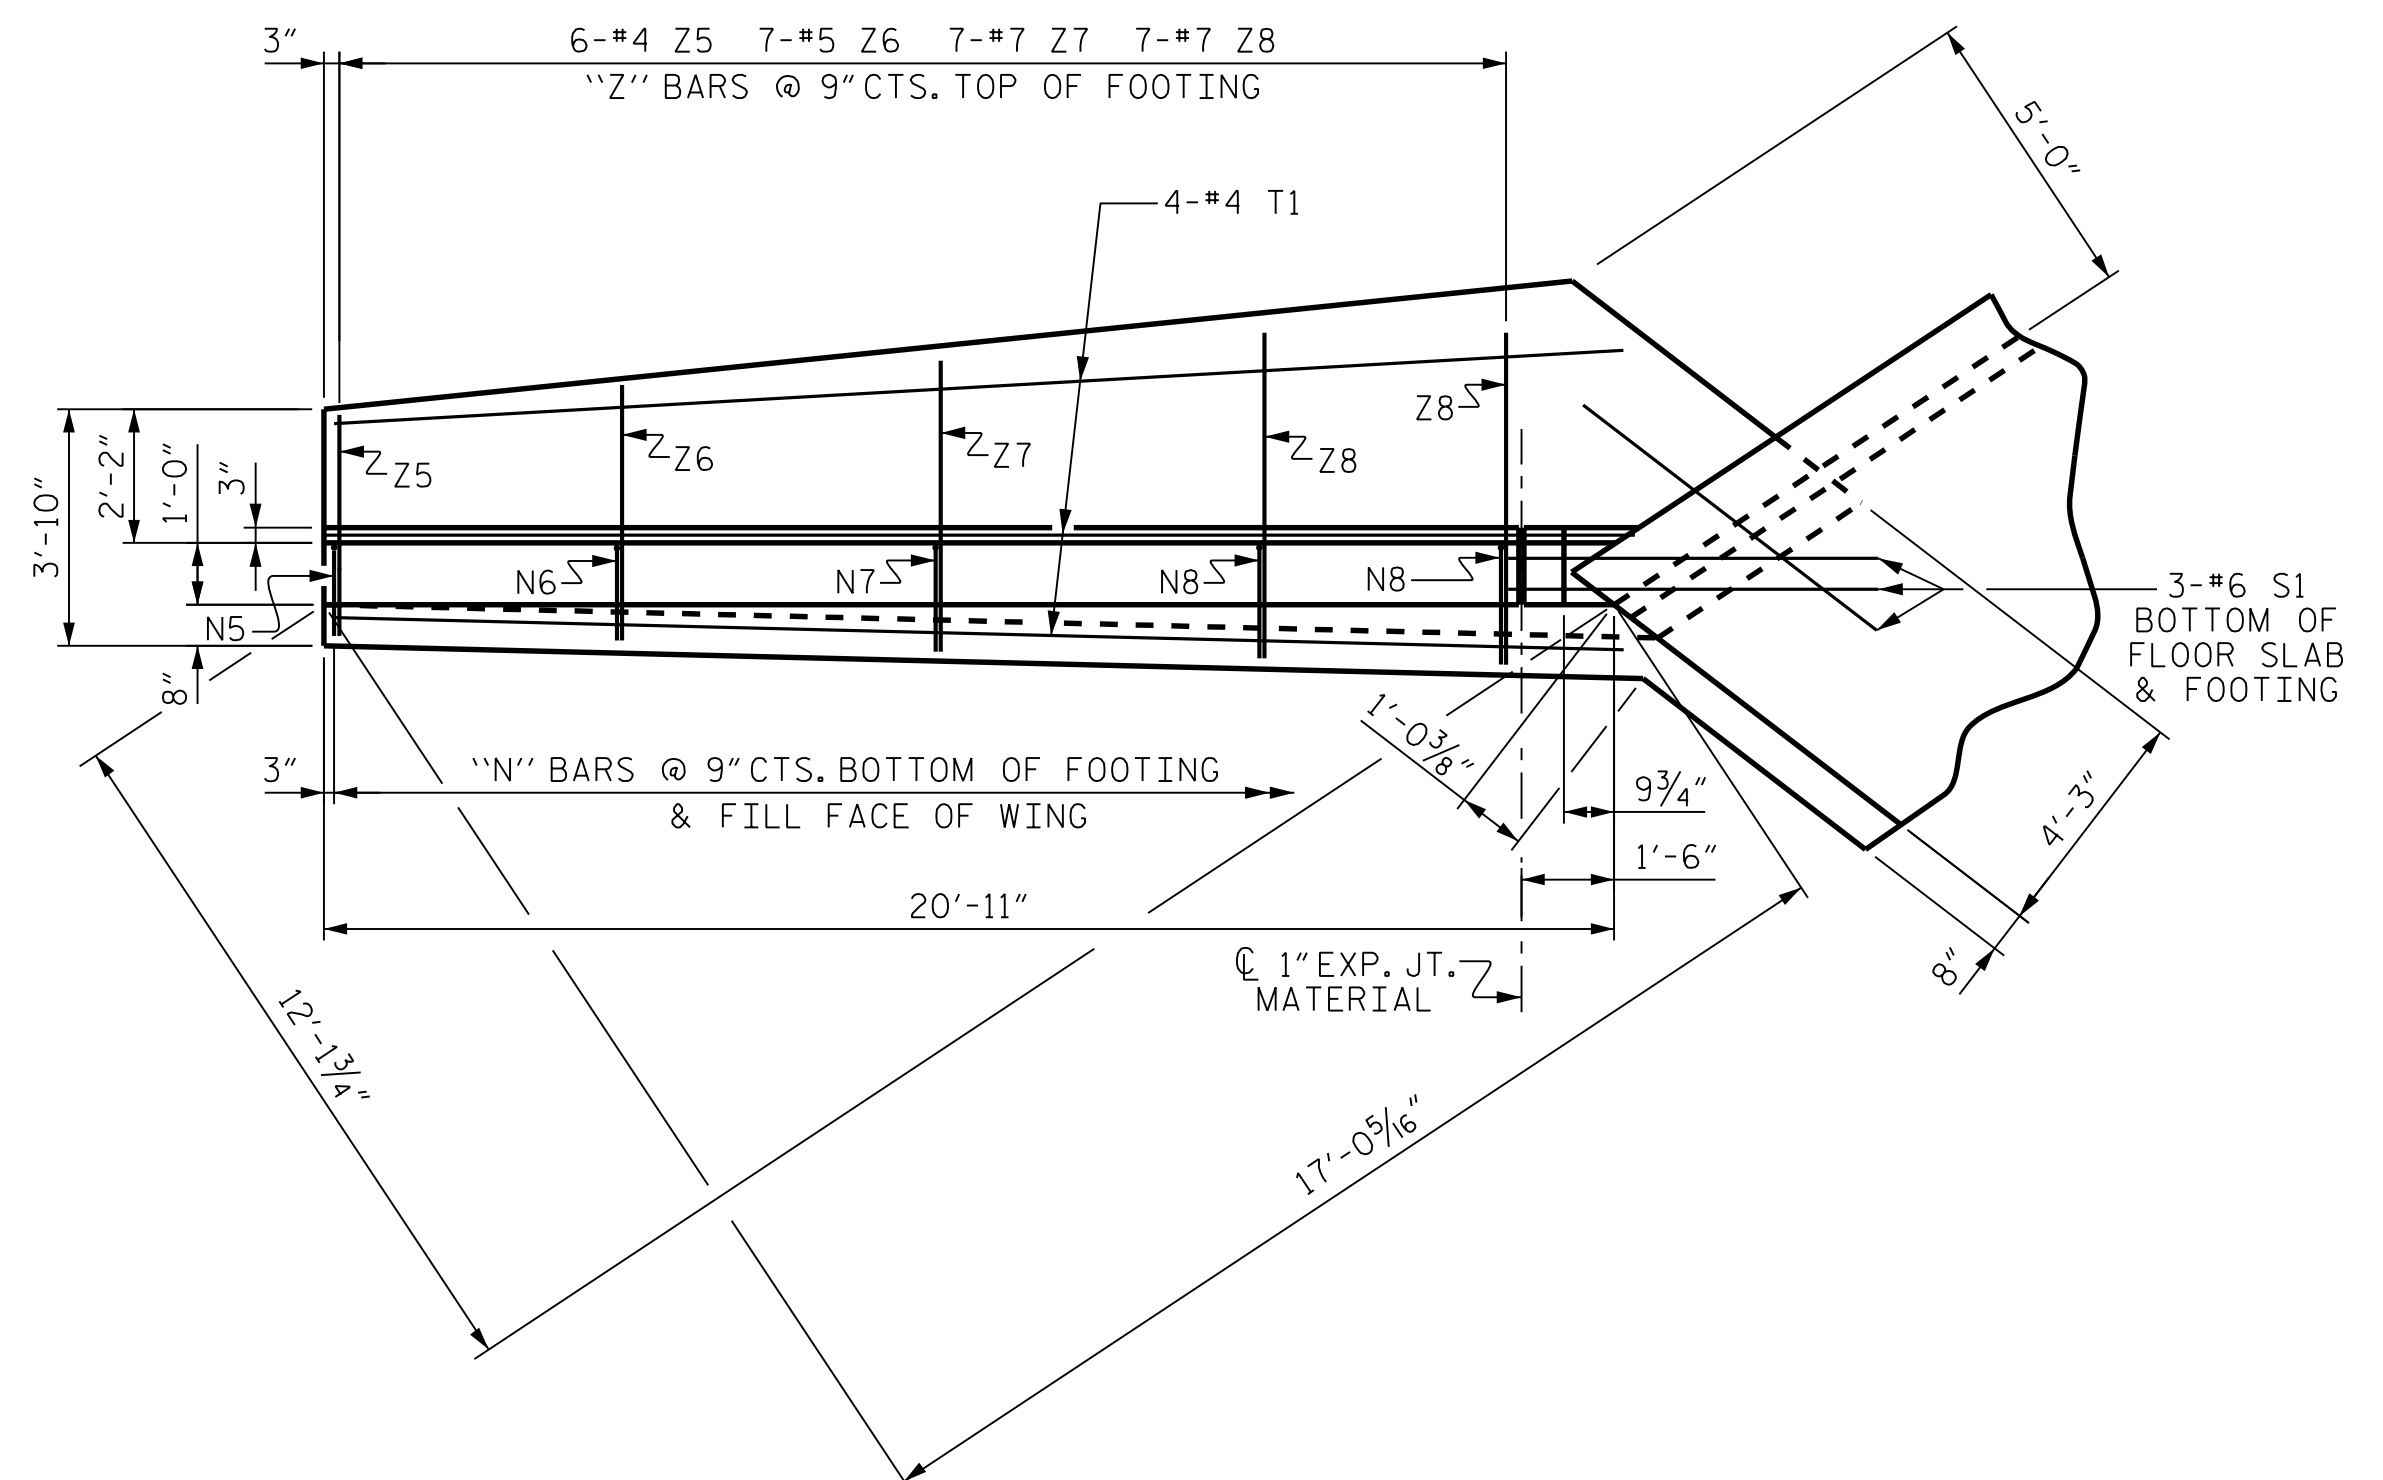 3" 6-#4 Z5 7-#5 Z6 7-#7 Z7 7-#7 Z8
"Z" BARS @ 9" CTS. TOP OF FOOTING
5'-0"
4-#4 T1
Z8
Z5
Z6
Z7
Z8
3'-10"
2'-2"
1'-0"
3"
N5
N6
N7
N8
N8
8"
3-#6 S1
BOTTOM OF
FLOOR SLAB
& FOOTING
3" "N" BARS @ 9" CTS. BOTTOM OF FOOTING
& FILL FACE OF WING
1'-0 3/8"
9 3/4"
1'-6"
4'-3"
8"
20'-11"
℄ 1" EXP. JT.
MATERIAL
12'-1 3/4"
17'-0 5/16"